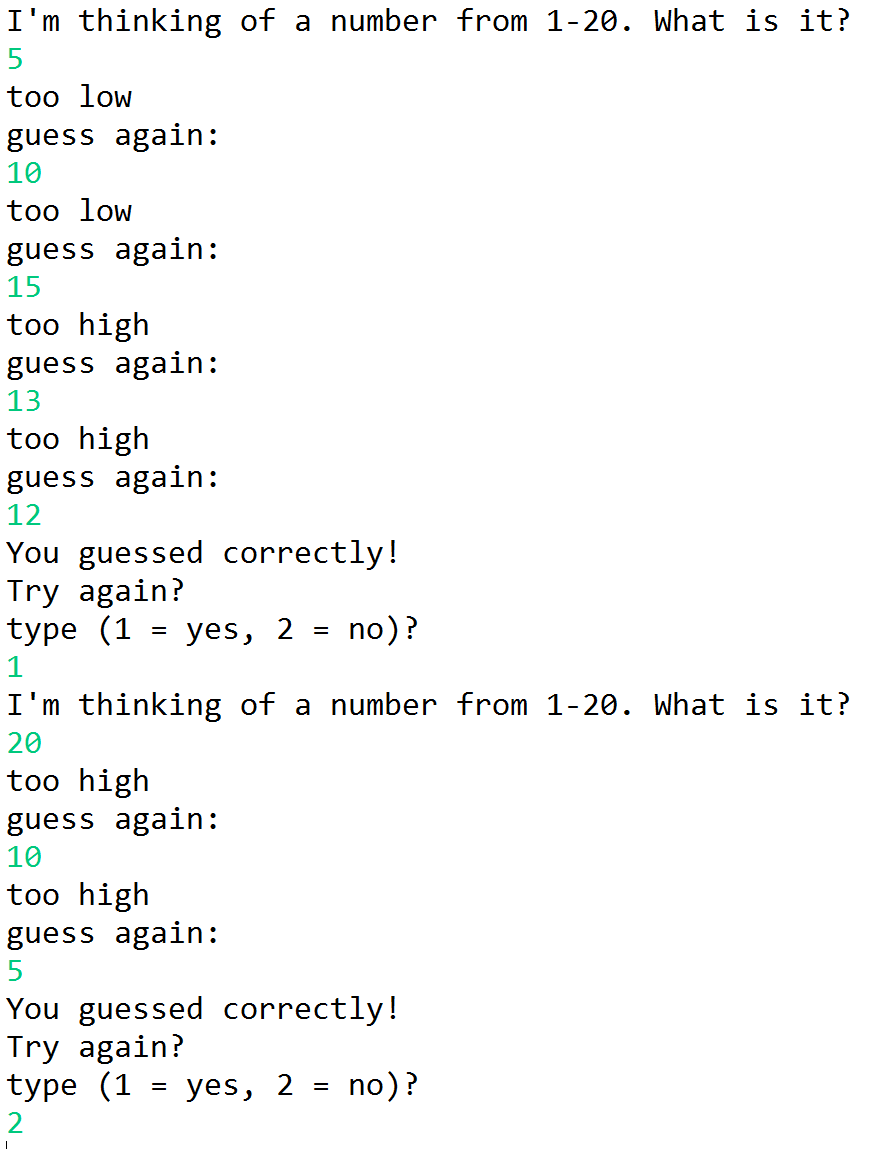 I'm thinking of a number from 1-20. What is it?
5
too low
guess again:
10
too low
guess again:
15
too high
guess again:
13
too high
guess again:
12
You guessed correctly!
Try again?
type (1 = yes, 2 = no)?
1
I'm thinking of a number from 1-20. What is it?
20
too high
guess again:
10
too high
guess again:
5
You guessed correctly!
Try again?
type (1 = yes, 2 = no)?
2